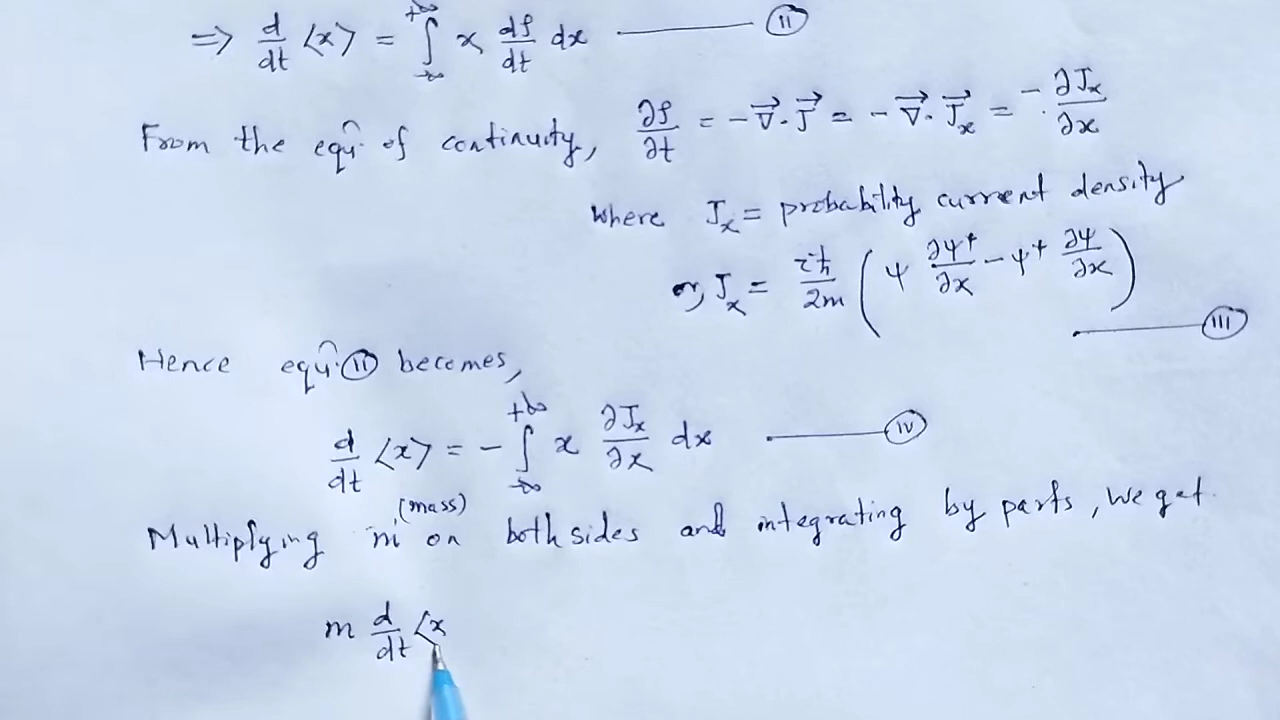 ⇒ d/dt ⟨x⟩ = ∫_{-∞}^{+∞} x dρ/dt dx —— (II)
From the equⁿ. of continuity, ∂ρ/∂t = -∇⃗.J⃗ = -∇⃗.J⃗ₓ = -∂Jₓ/∂x
where Jₓ = probability current density
or, Jₓ = iħ/2m (ψ ∂ψ*/∂x - ψ* ∂ψ/∂x)
—— (III)
Hence equⁿ. (II) becomes,
d/dt ⟨x⟩ = - ∫_{-∞}^{+∞} x ∂Jₓ/∂x dx —— (IV)
Multiplying 'm' (mass) on both sides and integrating by parts, we get.
m d/dt ⟨x